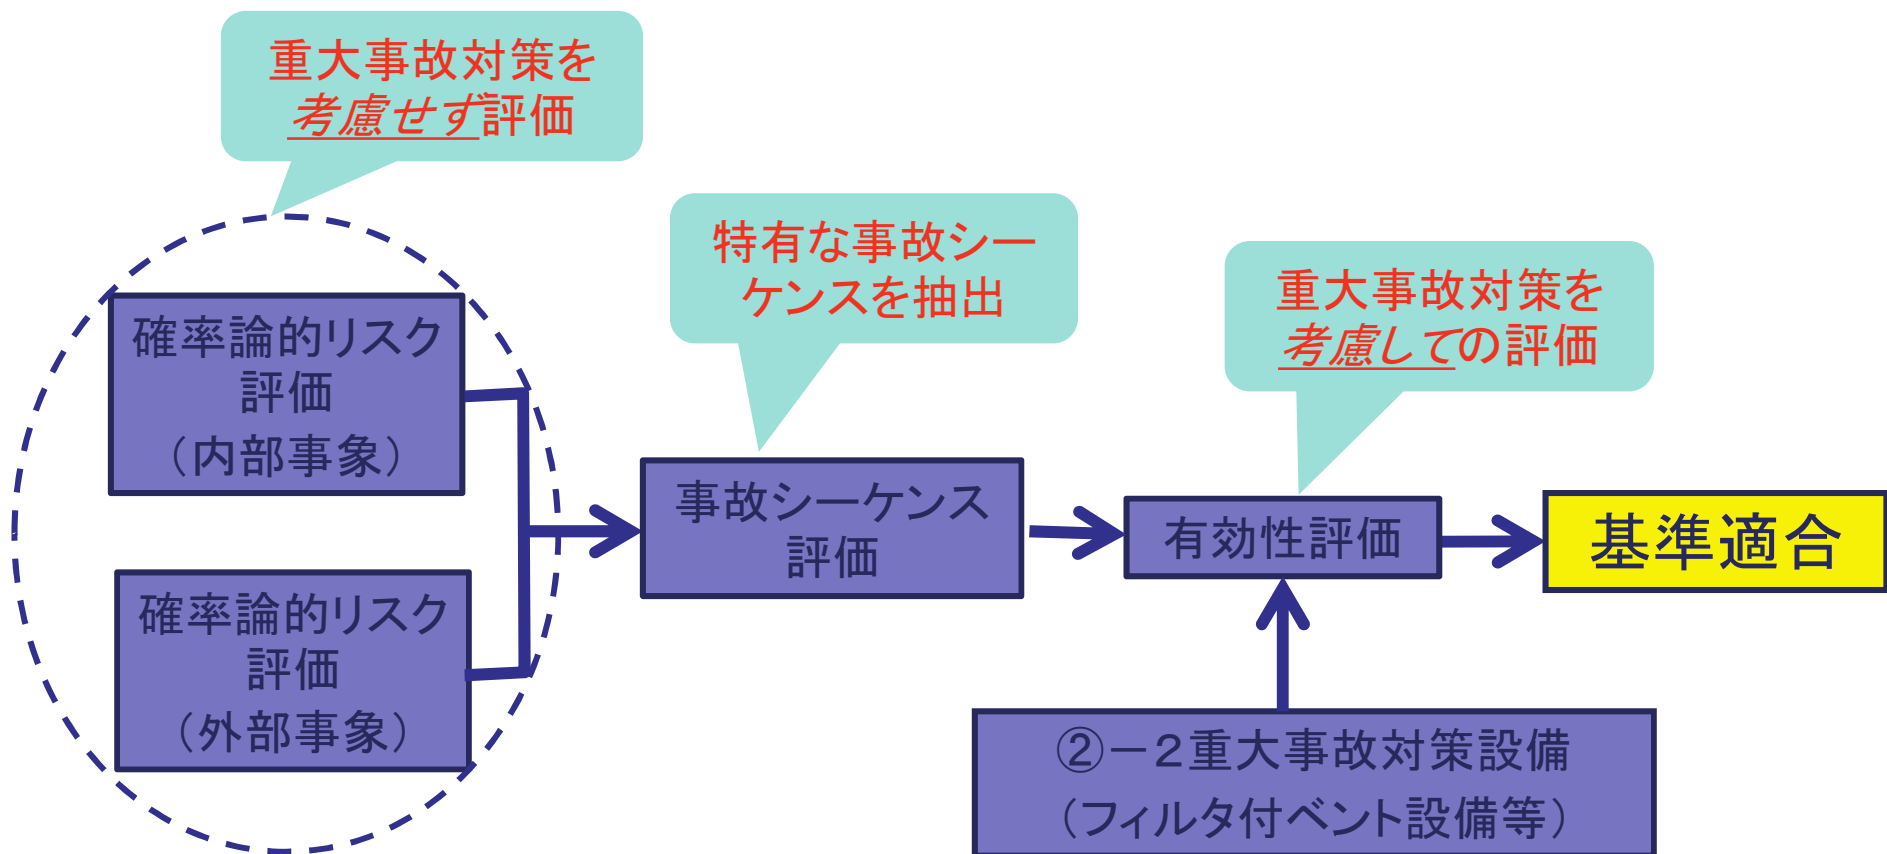 重大事故対策を
考慮せず評価
特有な事故シー
ケンスを抽出
重大事故対策を
考慮しての評価
確率論的リスク
評価
（内部事象）
事故シーケンス
評価
有効性評価
基準適合
確率論的リスク
評価
（外部事象）
②－２重大事故対策設備
（フィルタ付ベント設備等）